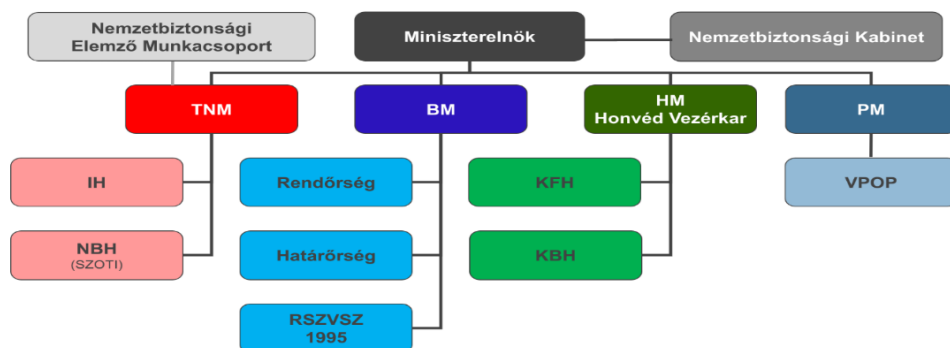 Nemzetbiztonsági
Elemző Munkacsoport
Miniszterelnök
Nemzetbiztonsági Kabinet
TNM
BM
HM
Honvéd Vezérkar
PM
IH
Rendőrség
KFH
VPOP
NBH
(SZOTI)
Határőrség
KBH
RSZVSZ
1995